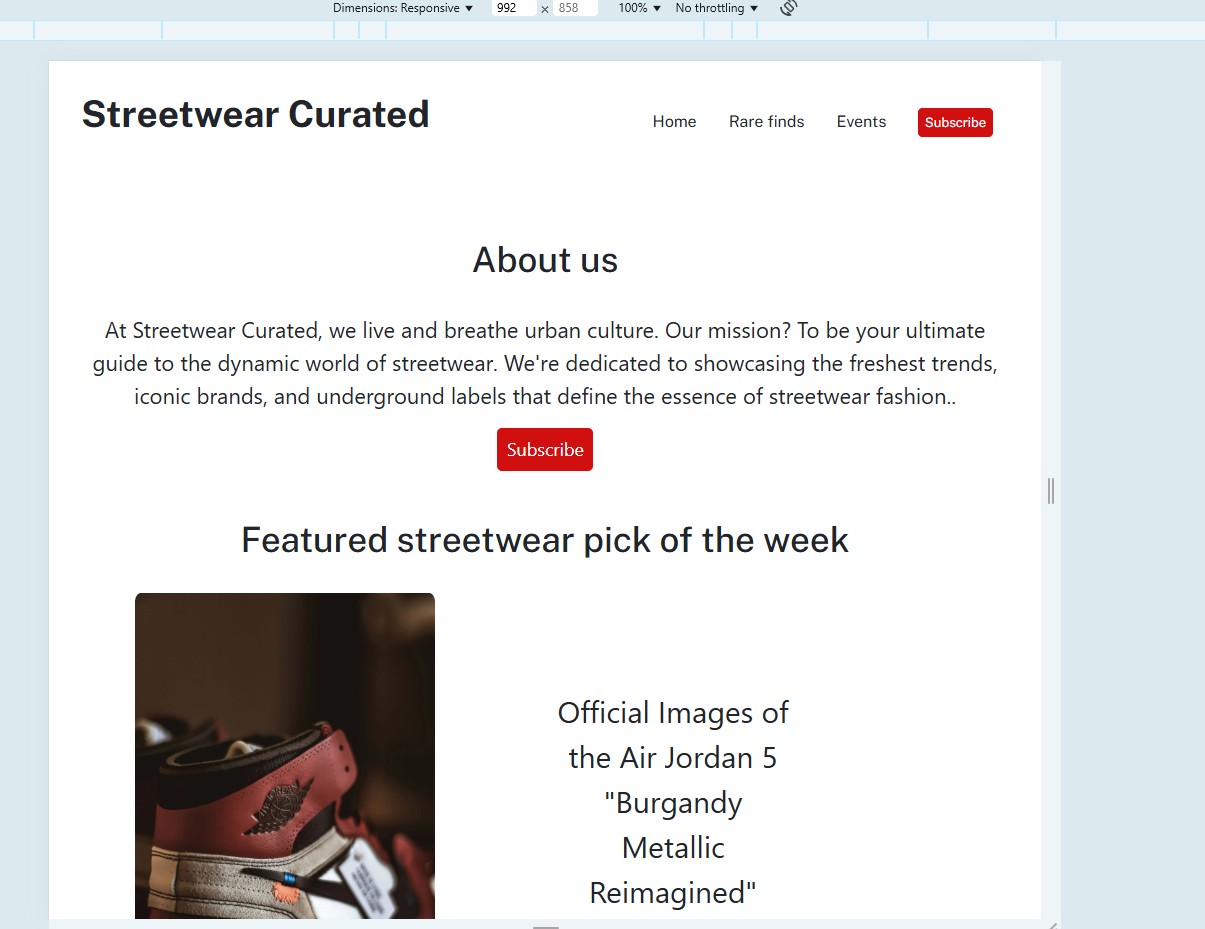 Dimensions: Responsive 992 x 858 100% No throttling
Streetwear Curated
Home Rare finds Events Subscribe
About us
At Streetwear Curated, we live and breathe urban culture. Our mission? To be your ultimate
guide to the dynamic world of streetwear. We're dedicated to showcasing the freshest trends,
iconic brands, and underground labels that define the essence of streetwear fashion..
Subscribe
Featured streetwear pick of the week
Official Images of
the Air Jordan 5
"Burgandy
Metallic
Reimagined"